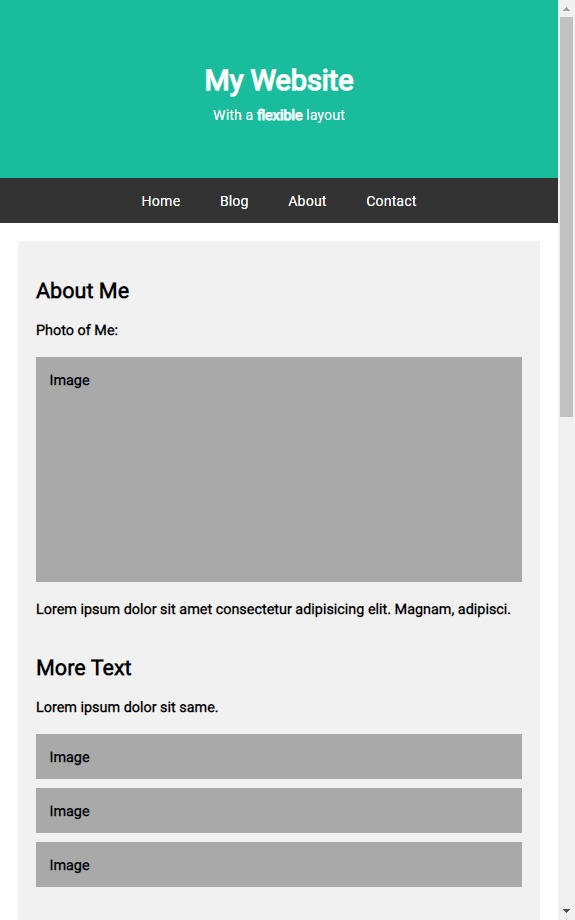 My Website
With a flexible layout
Home Blog About Contact
About Me
Photo of Me:
Image
Lorem ipsum dolor sit amet consectetur adipisicing elit. Magnam, adipisci.
More Text
Lorem ipsum dolor sit same.
Image
Image
Image